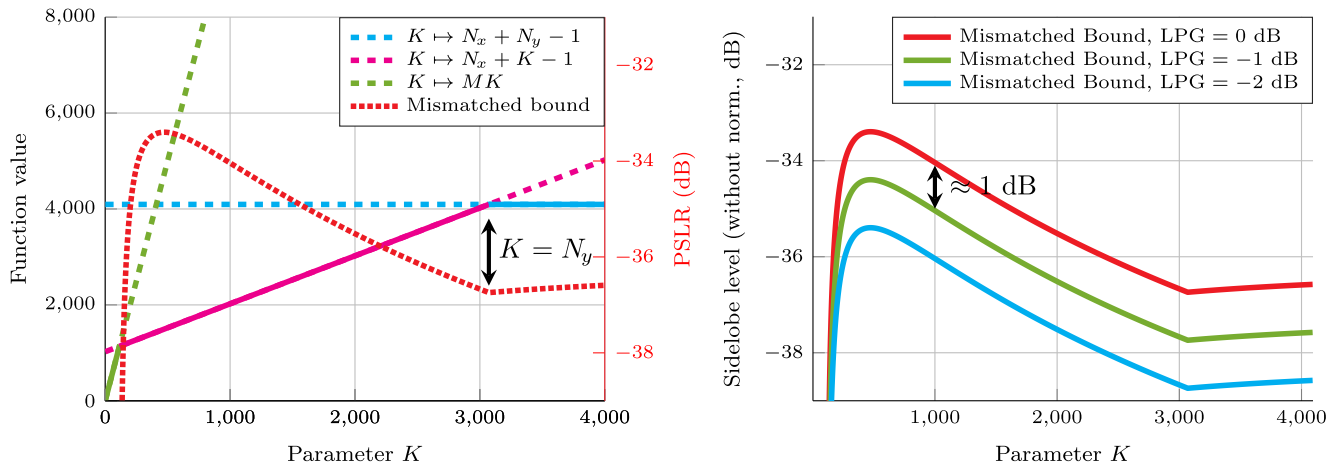 8,000
6,000
4,000
2,000
0
Function value
0
1,000
2,000
3,000
4,000
Parameter K
−32
−34
−36
−38
PSLR (dB)
K ↦ N_x + N_y − 1
K ↦ N_x + K − 1
K ↦ MK
Mismatched bound
K = N_y
−32
−34
−36
−38
Sidelobe level (without norm., dB)
1,000
2,000
3,000
4,000
Parameter K
Mismatched Bound, LPG = 0 dB
Mismatched Bound, LPG = −1 dB
Mismatched Bound, LPG = −2 dB
≈ 1 dB